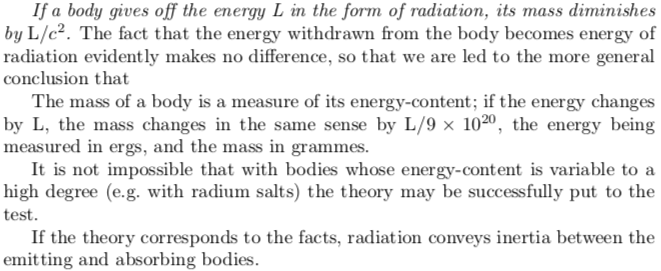 If a body gives off the energy L in the form of radiation, its mass diminishes
by L/c². The fact that the energy withdrawn from the body becomes energy of
radiation evidently makes no difference, so that we are led to the more general
conclusion that
The mass of a body is a measure of its energy-content; if the energy changes
by L, the mass changes in the same sense by L/9 × 10²⁰, the energy being
measured in ergs, and the mass in grammes.
It is not impossible that with bodies whose energy-content is variable to a
high degree (e.g. with radium salts) the theory may be successfully put to the
test.
If the theory corresponds to the facts, radiation conveys inertia between the
emitting and absorbing bodies.